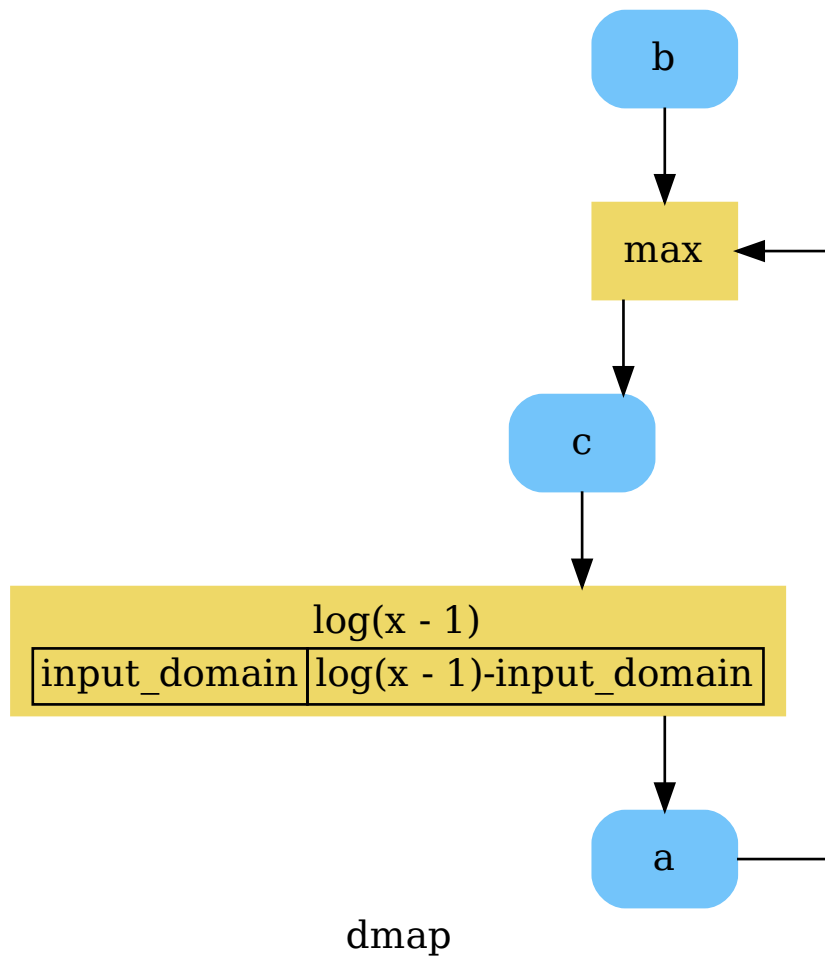 b
max
c
log(x - 1)
input_domain log(x - 1)-input_domain
a
dmap